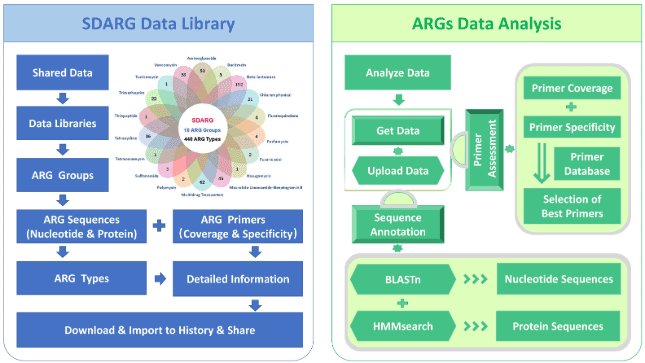 SDARG Data Library
Shared Data
Data Libraries
ARG Groups
ARG Sequences
(Nucleotide & Protein)
ARG Primers
(Coverage & Specificity)
ARG Types
Detailed Information
Download & Import to History & Share
SDARG
18 ARG Groups
448 ARG Types
Aminoglycoside
Bacitracin
Beta-lactamase
Chloramphenicol
Fluoroquinolone
Fosfomycin
Fusaric acid
Kasugamycin
Macrolide-Lincosamide-Streptogramin B
Multidrug Transporter
Polymyxin
Sulfonamide
Tetracenomycin
Tetracycline
Thiopeptide
Trimethoprim
Tunicamycin
Vancomycin
ARGs Data Analysis
Analyze Data
Get Data
Upload Data
Primer
Assessment
Primer Coverage
Primer Specificity
Primer
Database
Selection of
Best Primers
Sequence
Annotation
BLASTn
Nucleotide Sequences
HMMsearch
Protein Sequences